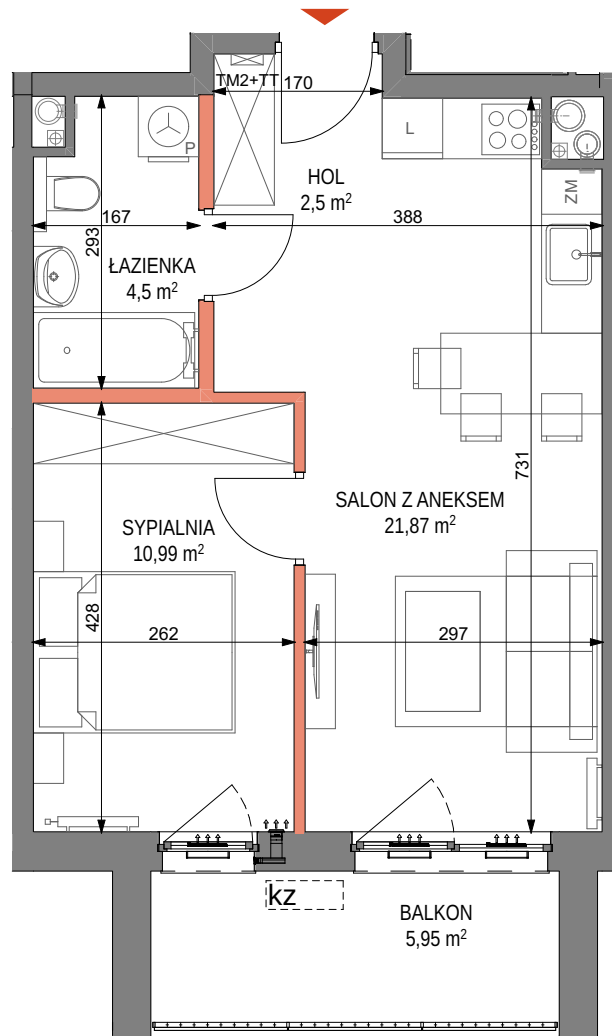 TM2+TT 170
L
P
HOL
2,5 m²
ZM
167
388
293
ŁAZIENKA
4,5 m²
731
SALON Z ANEKSEM
21,87 m²
SYPIALNIA
10,99 m²
428
262
297
kz
BALKON
5,95 m²